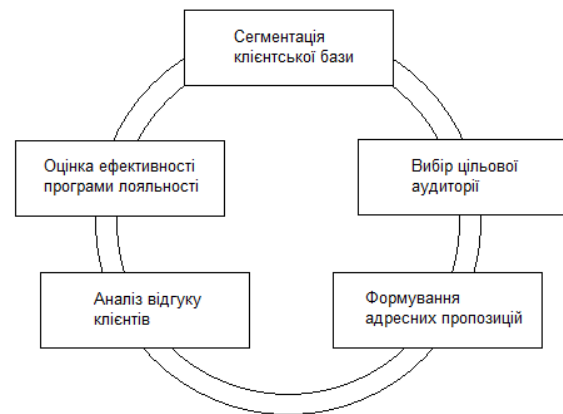 Сегментація
клієнтської бази
Вибір цільової
аудиторії
Формування
адресних пропозицій
Аналіз відгуку
клієнтів
Оцінка ефективності
програми лояльності